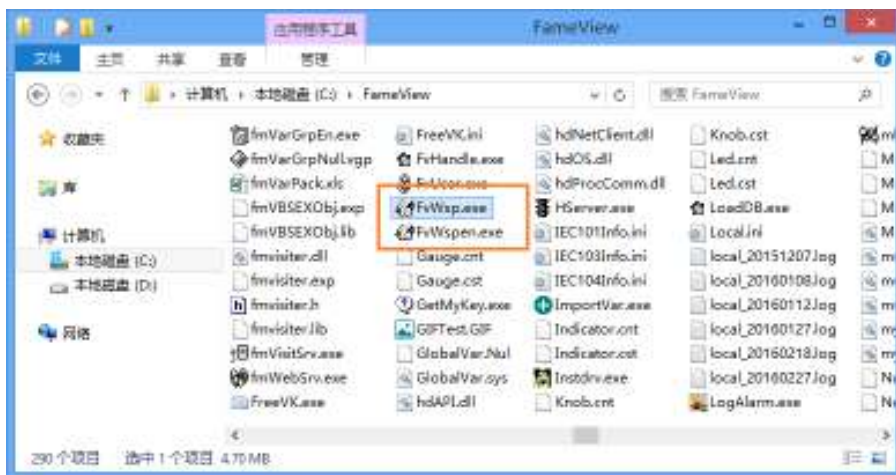 应用程序工具 FameView
文件 主页 共享 查看 管理
计算机 本地磁盘 (C:) FameView 搜索 FameView
收藏夹
库
计算机
本地磁盘 (C:)
本地磁盘 (D:)
网络
fmVarGrpEn.exe
fmVarGrpNull.vgp
fmVarPack.xls
fmVBSEXObj.exp
fmVBSEXObj.lib
fmvisiter.dll
fmvisiter.exp
fmvisiter.h
fmvisiter.lib
fmVisitSrv.exe
fmWebSrv.exe
FreeVK.exe
FreeVK.ini
FvHandle.exe
FvUcor.exe
FvWsp.exe
FvWspen.exe
Gauge.cnt
Gauge.cst
GetMyKey.exe
GIFTest.GIF
GlobalVar.Nul
GlobalVar.sys
hdAPI.dll
hdNetClient.dll
hdOS.dll
hdProcComm.dll
HServer.exe
IEC101Info.ini
IEC103Info.ini
IEC104Info.ini
ImportVar.exe
Indicator.cnt
Indicator.cst
Instdrv.exe
Knob.cnt
Knob.cst
Led.cnt
Led.cst
LoadDB.exe
Local.ini
local_20151207.log
local_20160108.log
local_20160112.log
local_20160127.log
local_20160218.log
local_20160227.log
LogAlarm.exe
290 个项目 选中 1 个项目 4.70 MB